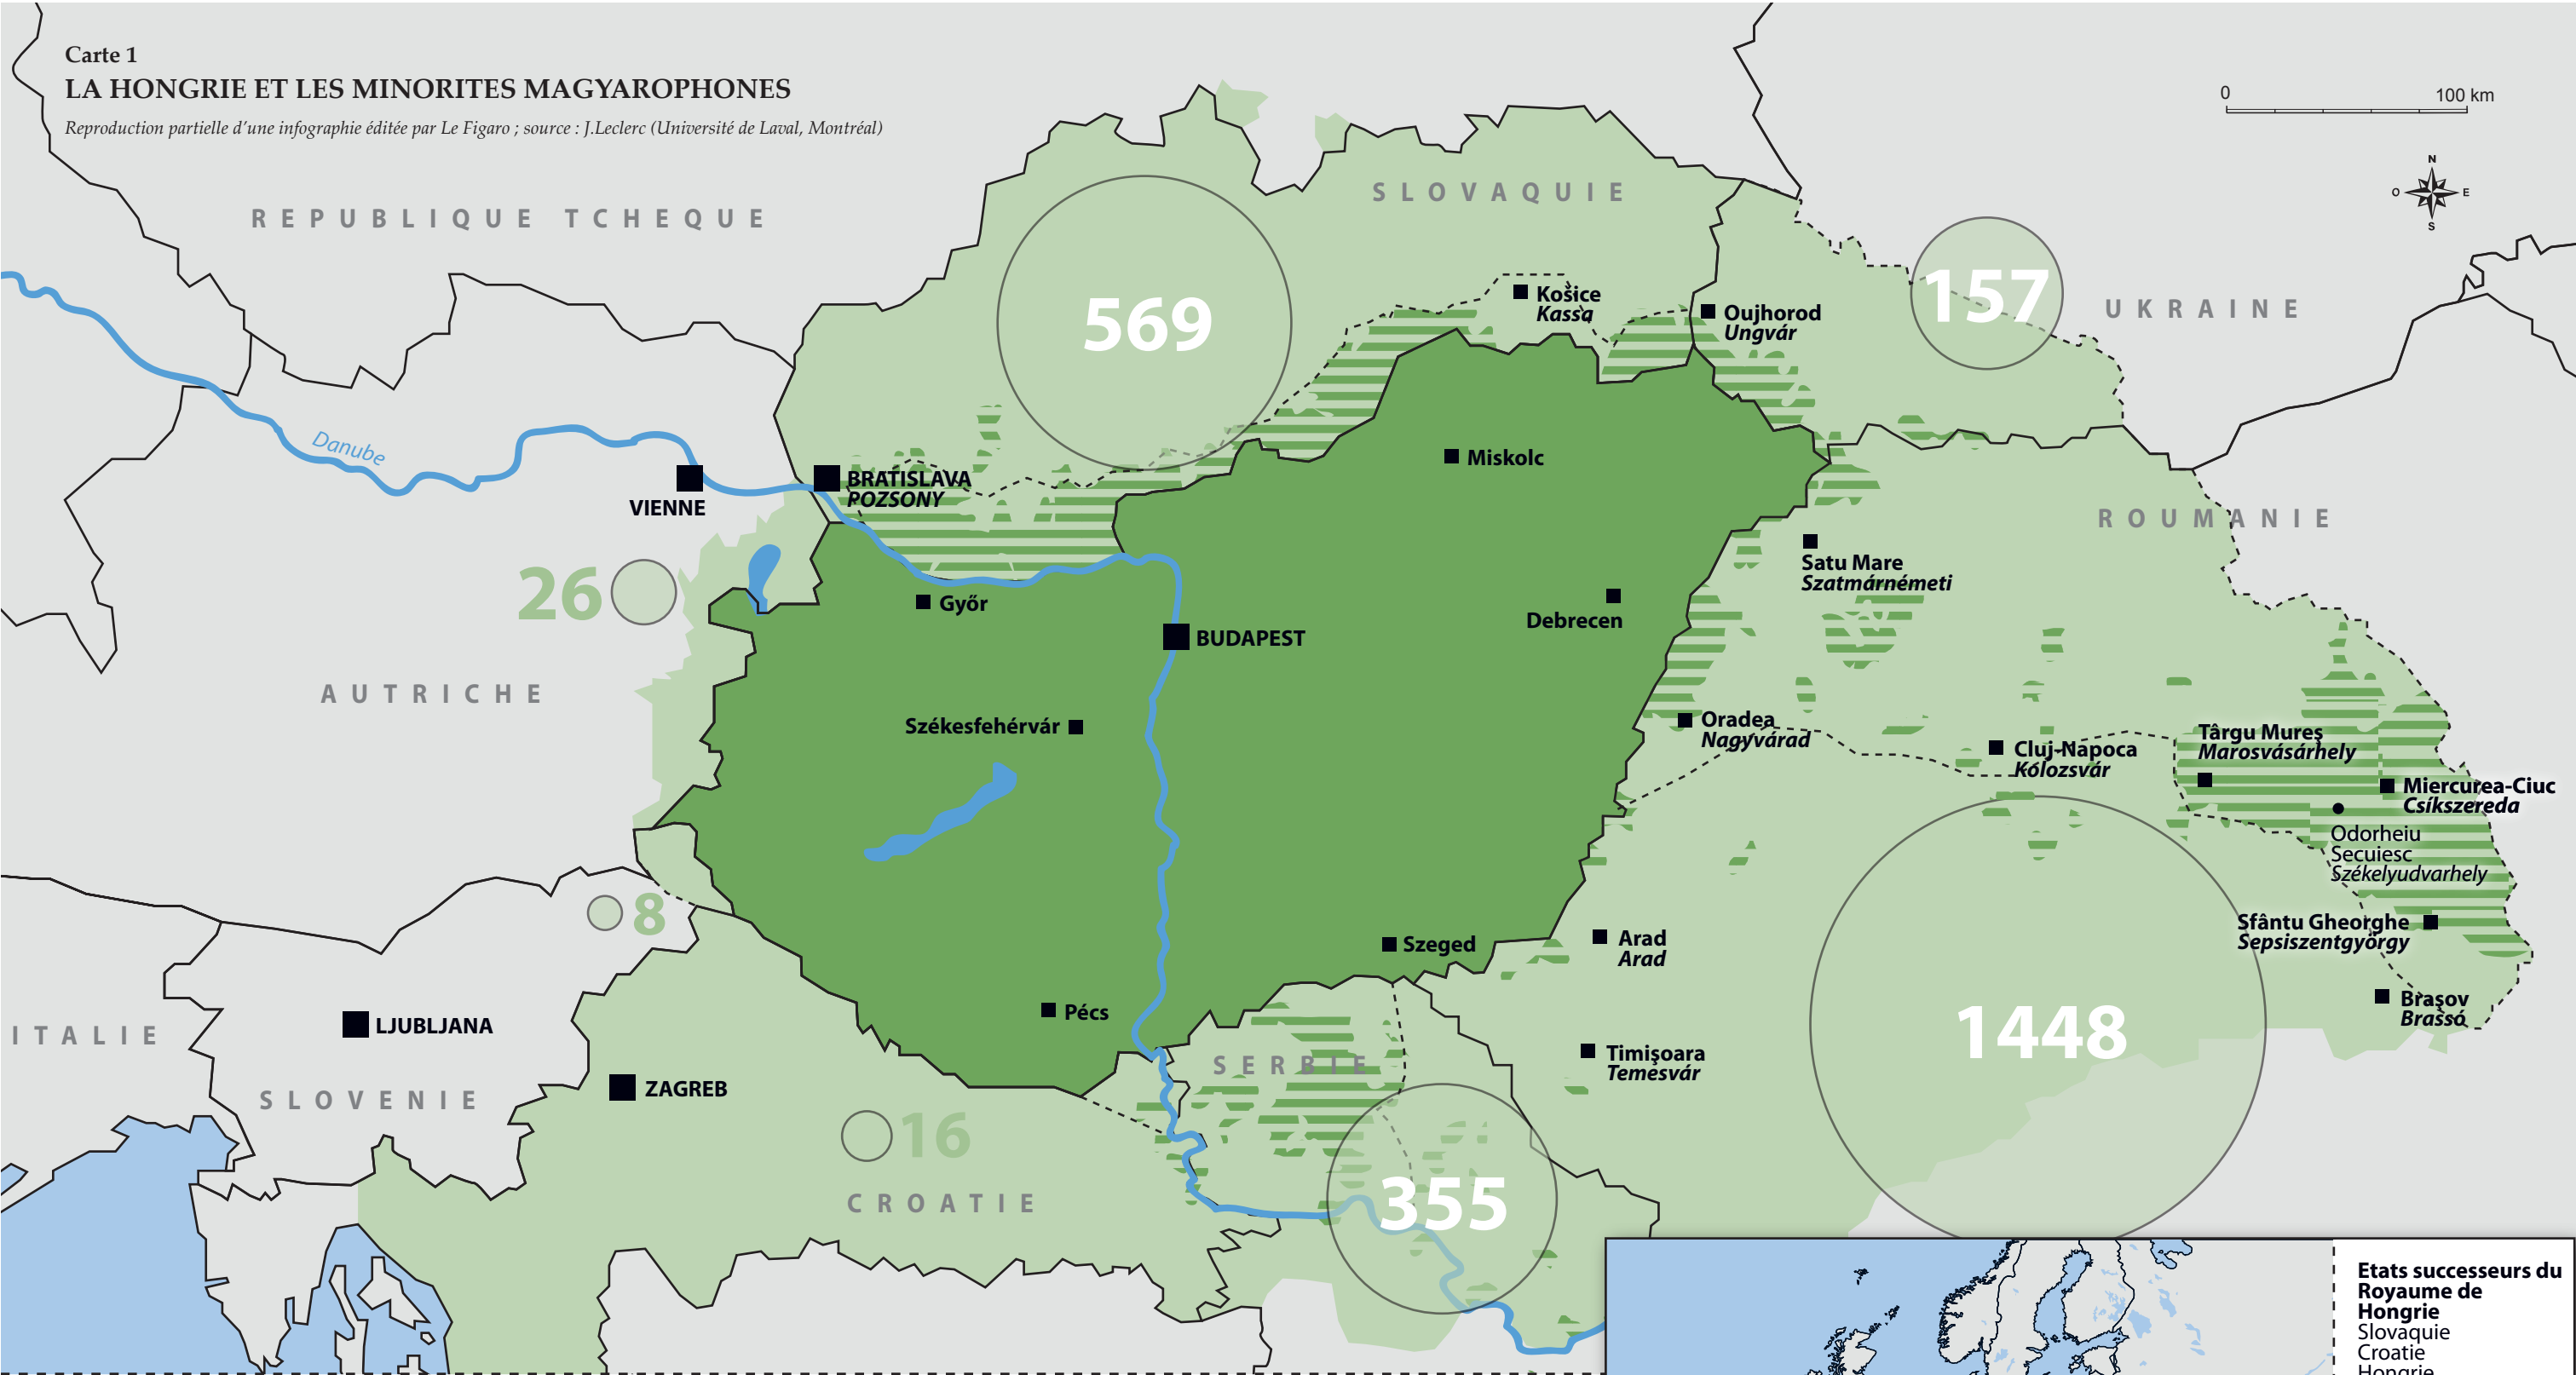 Carte 1
LA HONGRIE ET LES MINORITES MAGYAROPHONES
Reproduction partielle d'une infographie éditée par Le Figaro ; source : J.Leclerc (Université de Laval, Montréal)
0 100 km
N
O E
S
REPUBLIQUE TCHEQUE
SLOVAQUIE
569
157
UKRAINE
Košice
Kassa
Oujhorod
Ungvár
Danube
Miskolc
BRATISLAVA
POZSONY
VIENNE
ROUMANIE
Satu Mare
Szatmárnémeti
26
Győr
Debrecen
BUDAPEST
AUTRICHE
Székesfehérvár
Oradea
Nagyvárad
Cluj-Napoca
Kólozsvár
Târgu Mureş
Marosvásárhely
Miercurea-Ciuc
Csíkszereda
Odorheiu
Secuiesc
Székelyudvarhely
8
Sfântu Gheorghe
Sepsiszentgyörgy
Szeged
Arad
Arad
Braşov
Brassó
Pécs
ITALIE
LJUBLJANA
1448
SERBIE
Timişoara
Temesvár
SLOVENIE
ZAGREB
16
CROATIE
355
Etats successeurs du
Royaume de
Hongrie
Slovaquie
Croatie
Hongrie